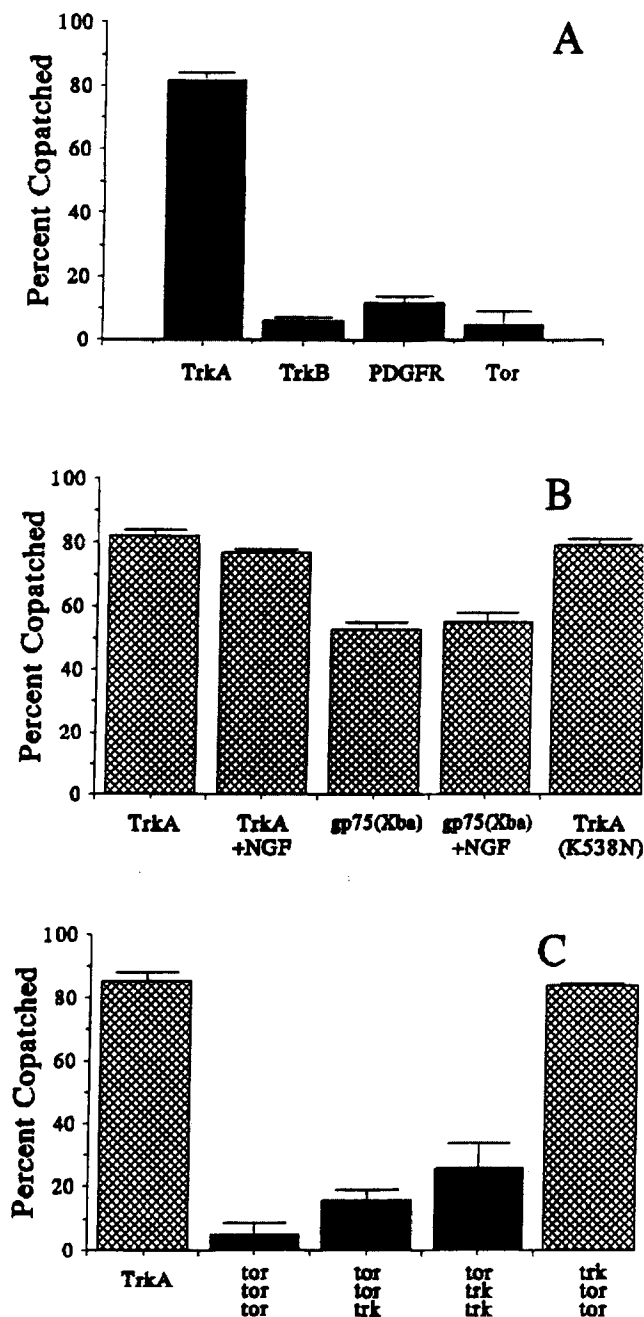 A
Percent Copatched
100
80
60
40
20
0
TrkA TrkB PDGFR Tor
B
Percent Copatched
100
80
60
40
20
0
TrkA TrkA +NGF gp75(Xba) gp75(Xba) +NGF TrkA (K538N)
C
Percent Copatched
100
80
60
40
20
0
TrkA tor tor tor tor tor trk tor trk trk trk tor tor